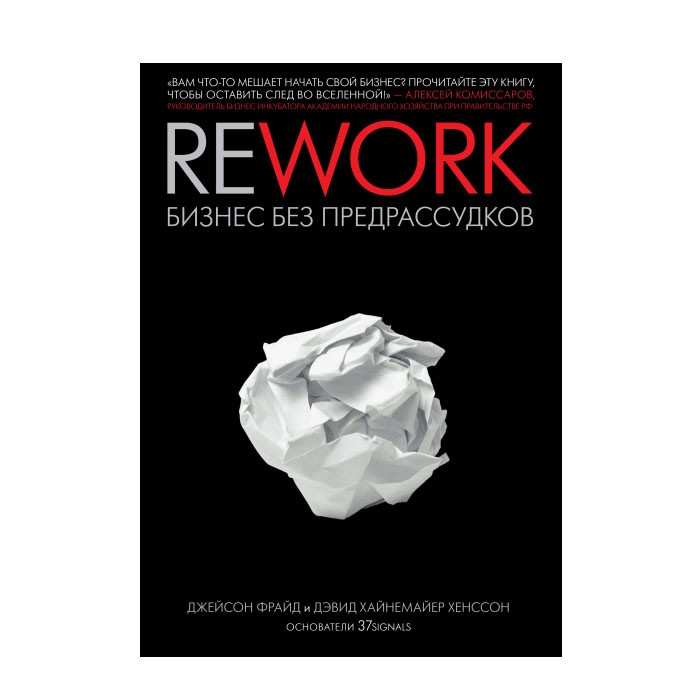 «ВАМ ЧТО-ТО МЕШАЕТ НАЧАТЬ СВОЙ БИЗНЕС? ПРОЧИТАЙТЕ ЭТУ КНИГУ,
ЧТОБЫ ОСТАВИТЬ СЛЕД ВО ВСЕЛЕННОЙ!» — АЛЕКСЕЙ КОМИССАРОВ,
РУКОВОДИТЕЛЬ БИЗНЕС-ИНКУБАТОРА АКАДЕМИИ НАРОДНОГО ХОЗЯЙСТВА ПРИ ПРАВИТЕЛЬСТВЕ РФ
REWORK
БИЗНЕС БЕЗ ПРЕДРАССУДКОВ
ДЖЕЙСОН ФРАЙД И ДЭВИД ХАЙНЕМАЙЕР ХЕНССОН
ОСНОВАТЕЛИ 37SIGNALS